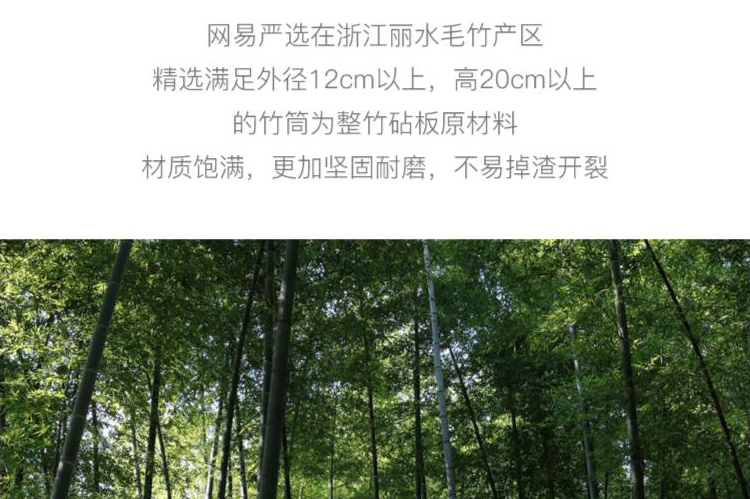 网易严选在浙江丽水毛竹产区
精选满足外径12cm以上，高20cm以上
的竹筒为整竹砧板原材料
材质饱满，更加坚固耐磨，不易掉渣开裂